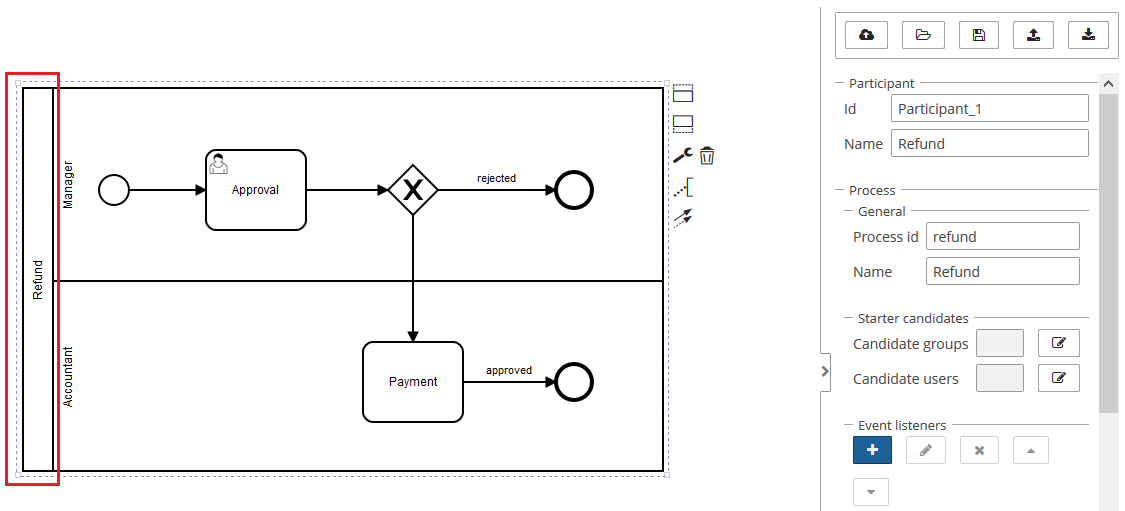 Refund
Manager
Approval
rejected
Accountant
Payment
approved
Participant
Id Participant_1
Name Refund
Process
General
Process id refund
Name Refund
Starter candidates
Candidate groups
Candidate users
Event listeners